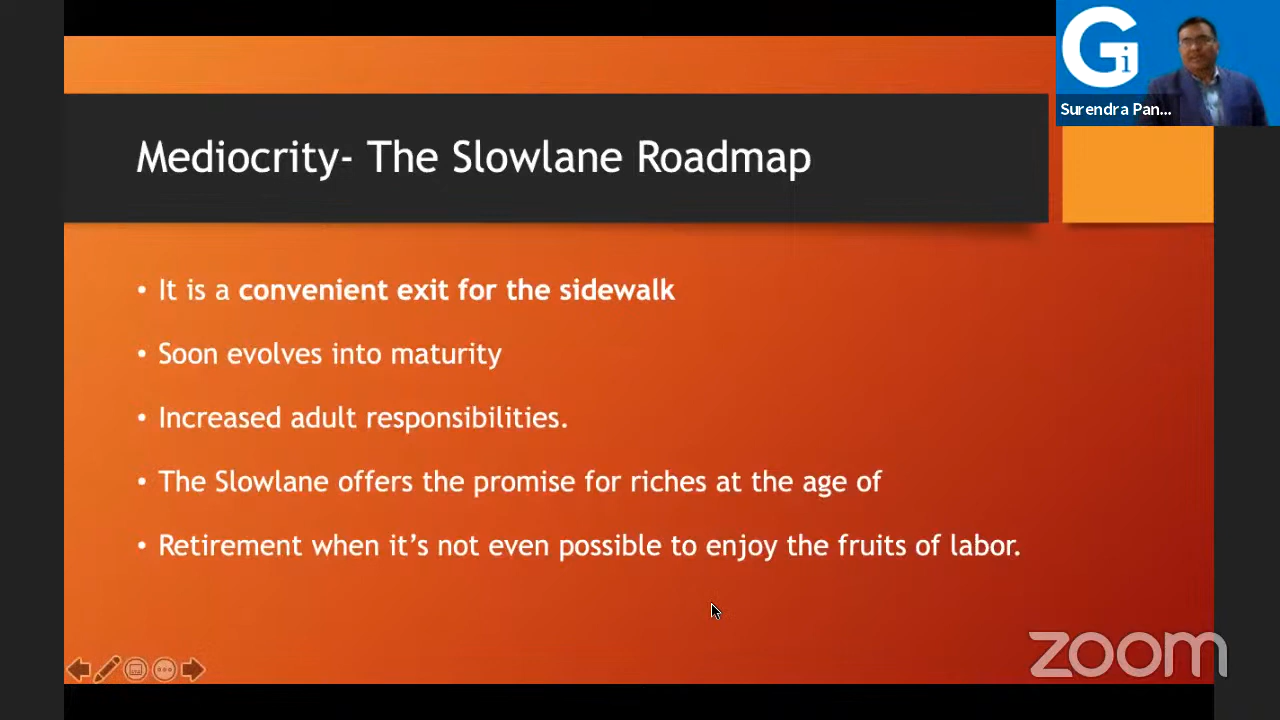 Gi
Surendra Pan...
Mediocrity- The Slowlane Roadmap
• It is a convenient exit for the sidewalk
• Soon evolves into maturity
• Increased adult responsibilities.
• The Slowlane offers the promise for riches at the age of
• Retirement when it’s not even possible to enjoy the fruits of labor.
zoom